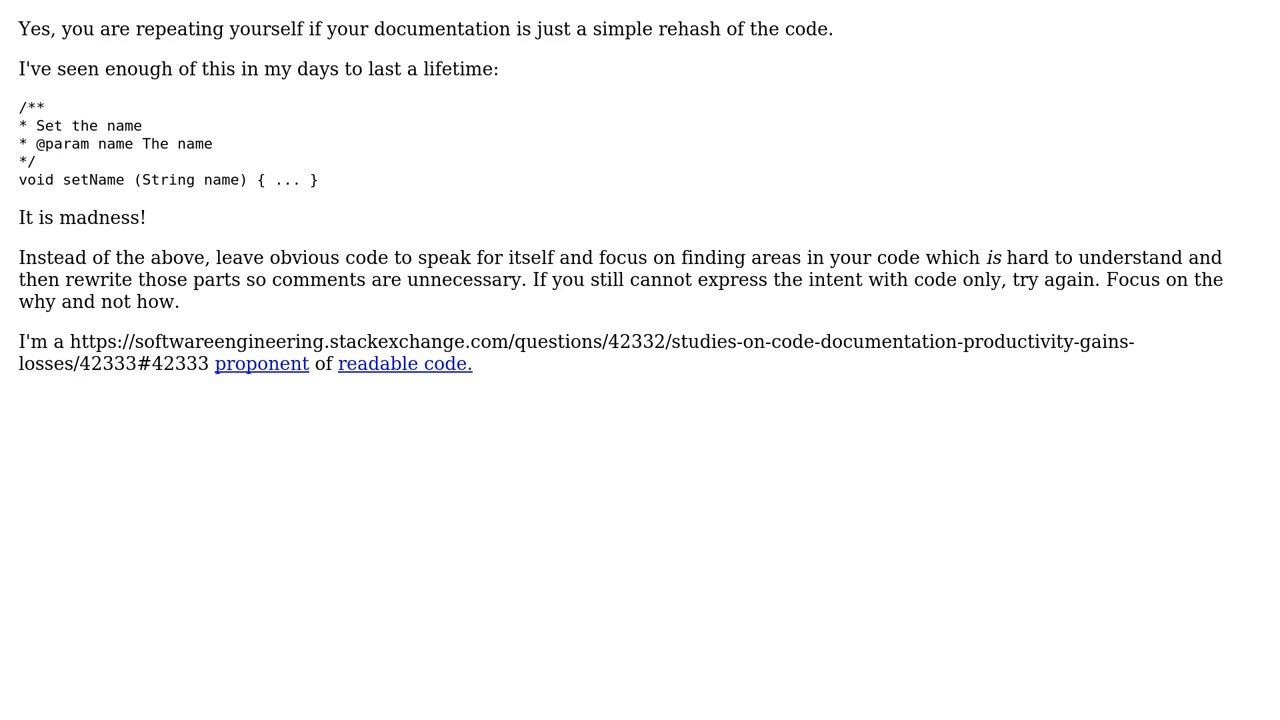 Yes, you are repeating yourself if your documentation is just a simple rehash of the code.
I've seen enough of this in my days to last a lifetime:
/**
* Set the name
* @param name The name
*/
void setName (String name) { ... }
It is madness!
Instead of the above, leave obvious code to speak for itself and focus on finding areas in your code which is hard to understand and
then rewrite those parts so comments are unnecessary. If you still cannot express the intent with code only, try again. Focus on the
why and not how.
I'm a https://softwareengineering.stackexchange.com/questions/42332/studies-on-code-documentation-productivity-gains-
losses/42333#42333 proponent of readable code.